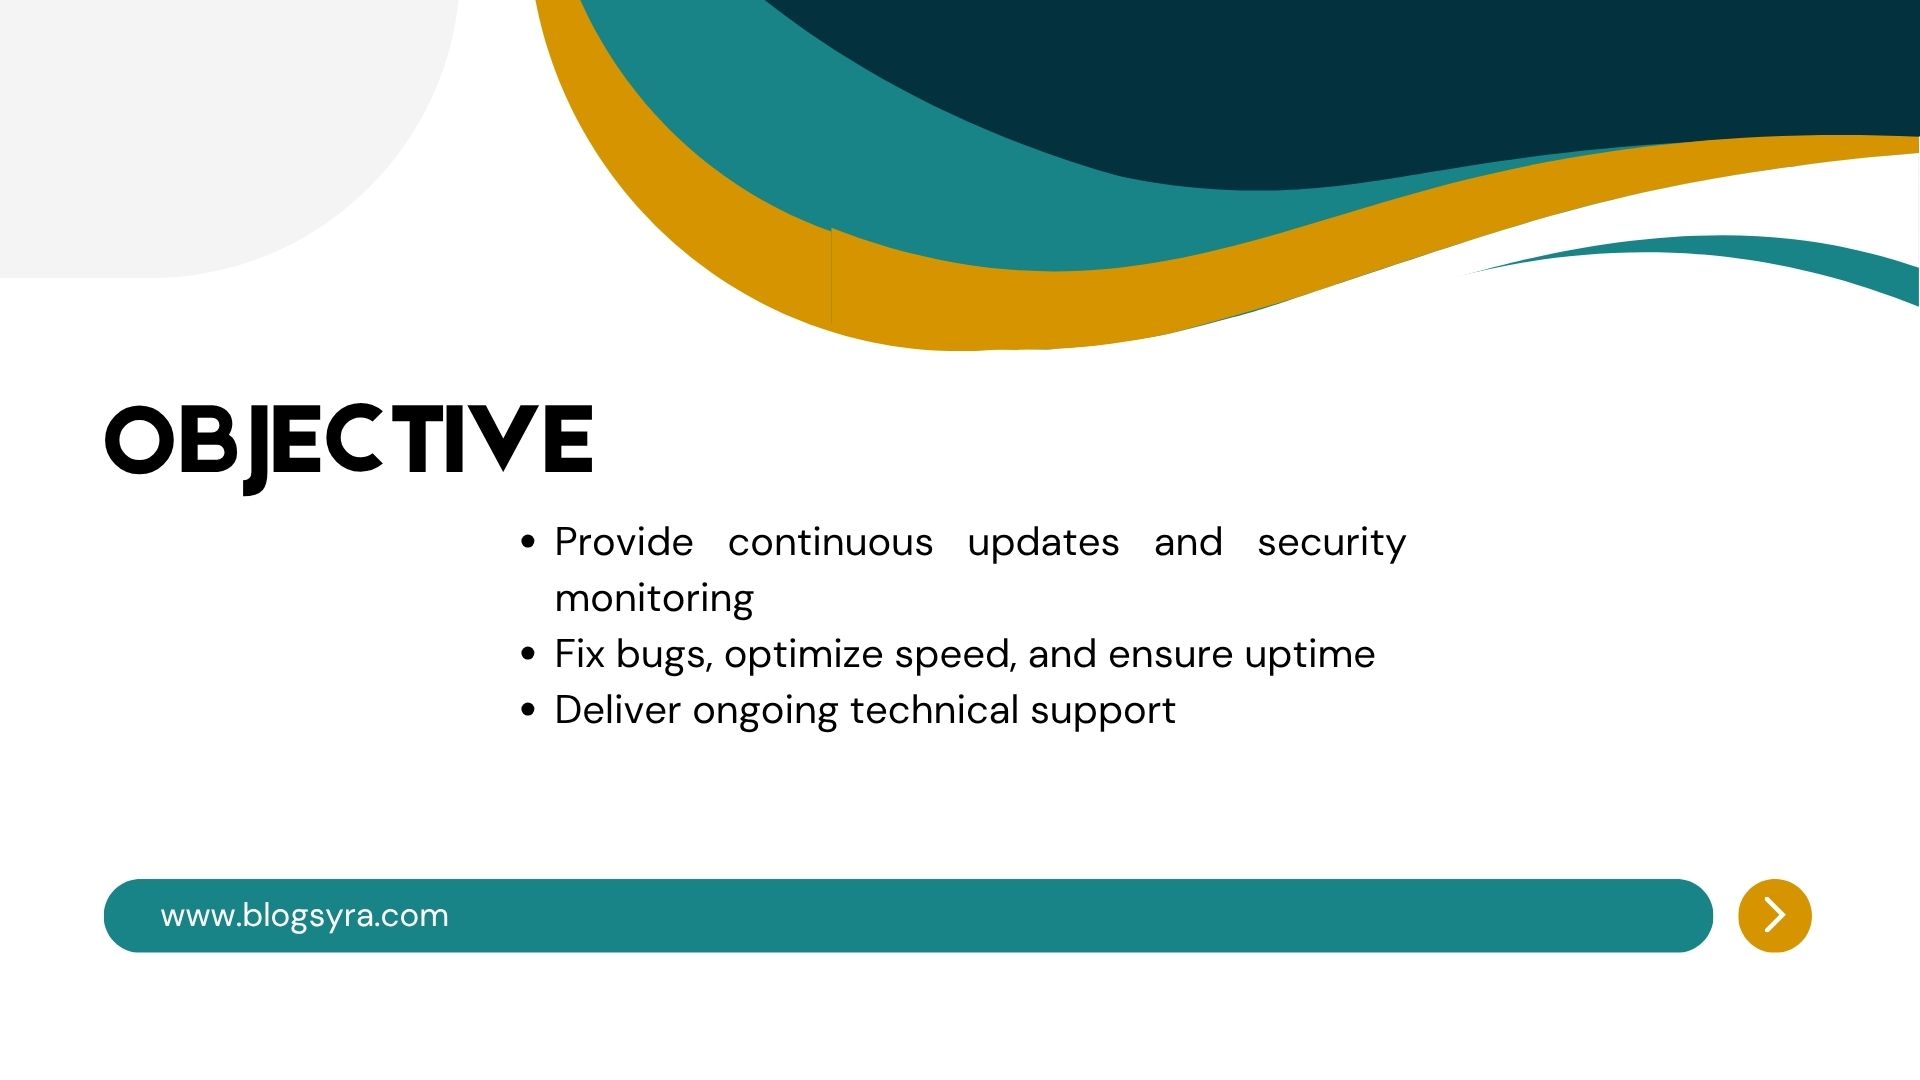 OBJECTIVE
• Provide continuous updates and security
monitoring
• Fix bugs, optimize speed, and ensure uptime
• Deliver ongoing technical support
www.blogsyra.com